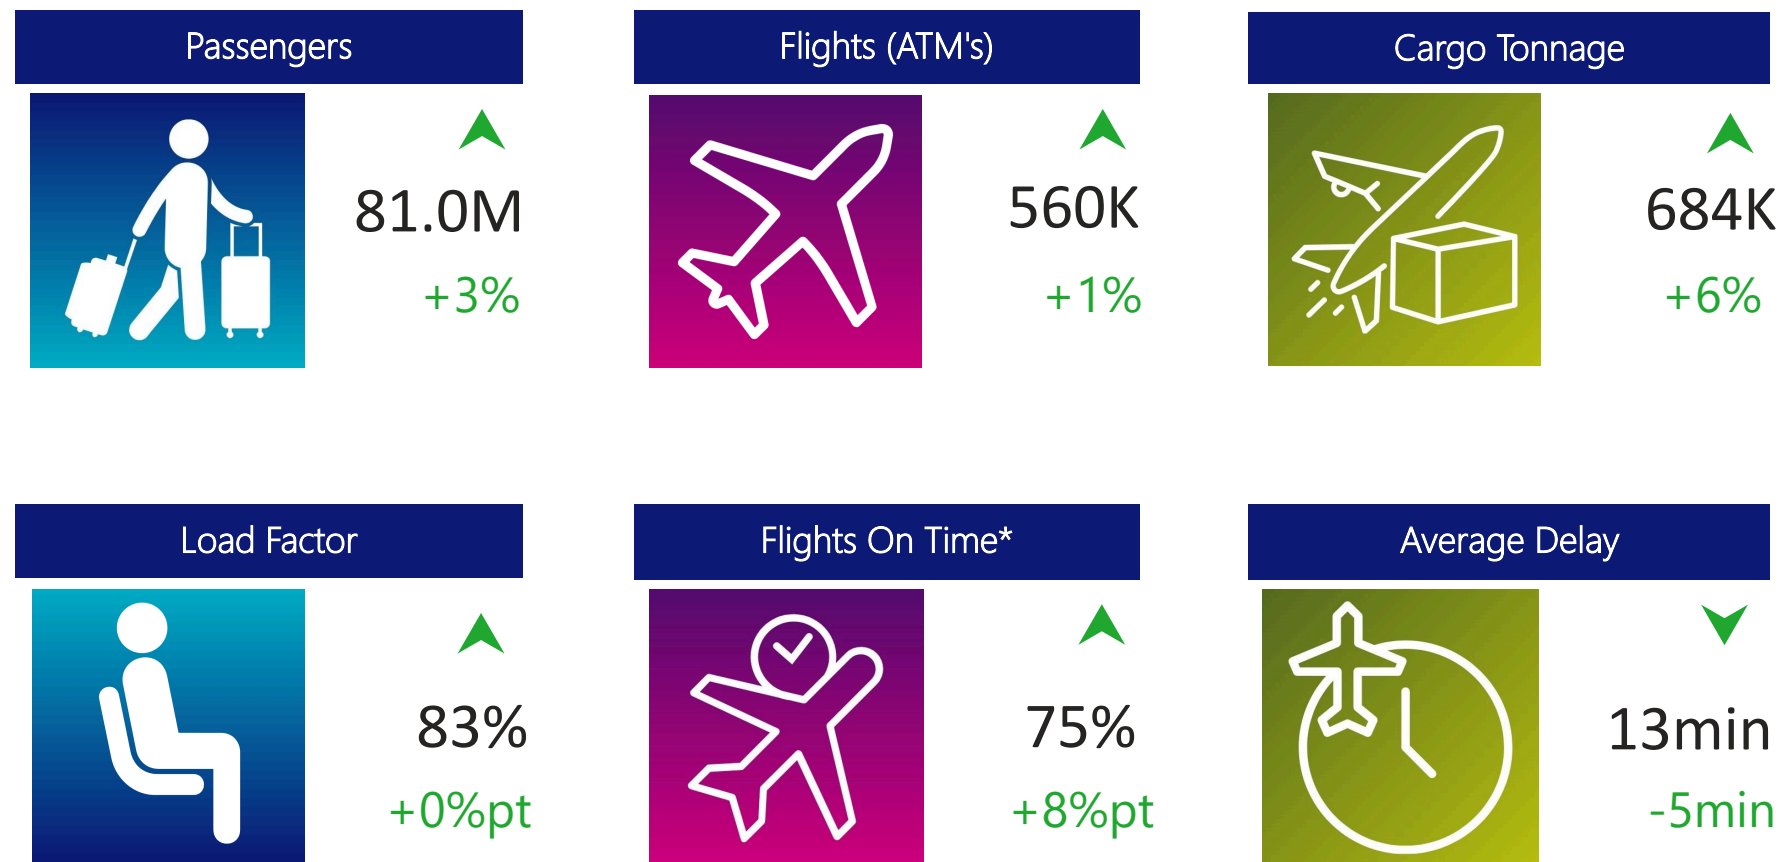 Passengers
81.0M
+3%
Flights (ATM's)
560K
+1%
Cargo Tonnage
684K
+6%
Load Factor
83%
+0%pt
Flights On Time*
75%
+8%pt
Average Delay
13min
-5min